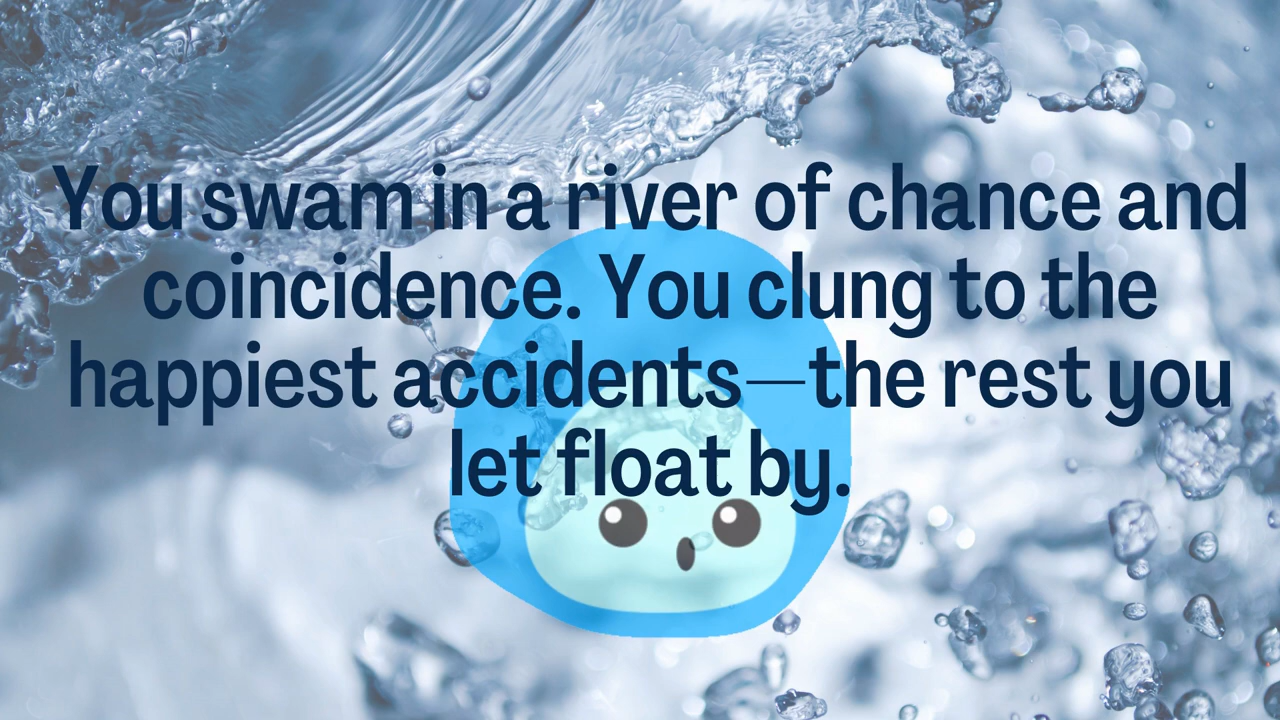 You swam in a river of chance and
coincidence. You clung to the
happiest accidents—the rest you
let float by.